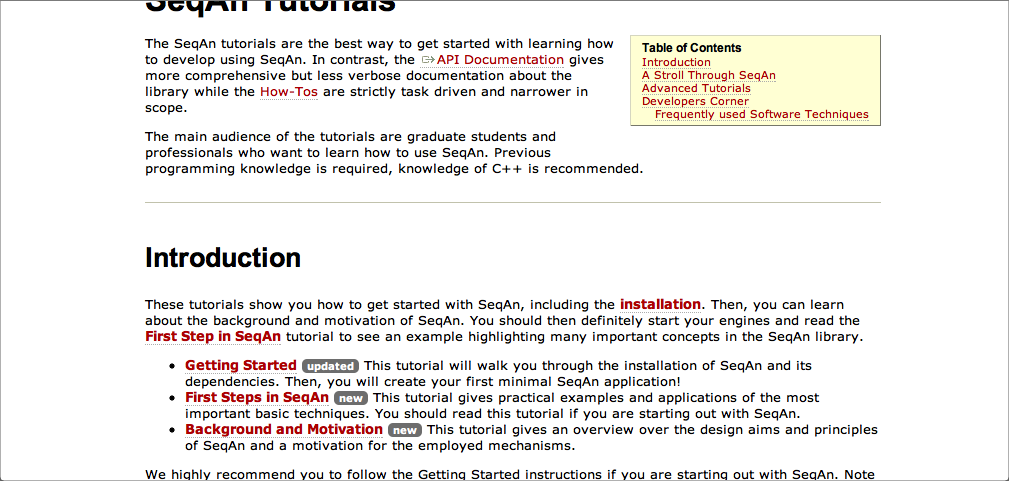 SeqAn Tutorials
The SeqAn tutorials are the best way to get started with learning how
to develop using SeqAn. In contrast, the API Documentation gives
more comprehensive but less verbose documentation about the
library while the How-Tos are strictly task driven and narrower in
scope.
The main audience of the tutorials are graduate students and
professionals who want to learn how to use SeqAn. Previous
programming knowledge is required, knowledge of C++ is recommended.
Table of Contents
Introduction
A Stroll Through SeqAn
Advanced Tutorials
Developers Corner
Frequently used Software Techniques
Introduction
These tutorials show you how to get started with SeqAn, including the installation. Then, you can learn
about the background and motivation of SeqAn. You should then definitely start your engines and read the
First Step in SeqAn tutorial to see an example highlighting many important concepts in the SeqAn library.
• Getting Started updated This tutorial will walk you through the installation of SeqAn and its
dependencies. Then, you will create your first minimal SeqAn application!
• First Steps in SeqAn new This tutorial gives practical examples and applications of the most
important basic techniques. You should read this tutorial if you are starting out with SeqAn.
• Background and Motivation new This tutorial gives an overview over the design aims and principles
of SeqAn and a motivation for the employed mechanisms.
We highly recommend you to follow the Getting Started instructions if you are starting out with SeqAn. Note